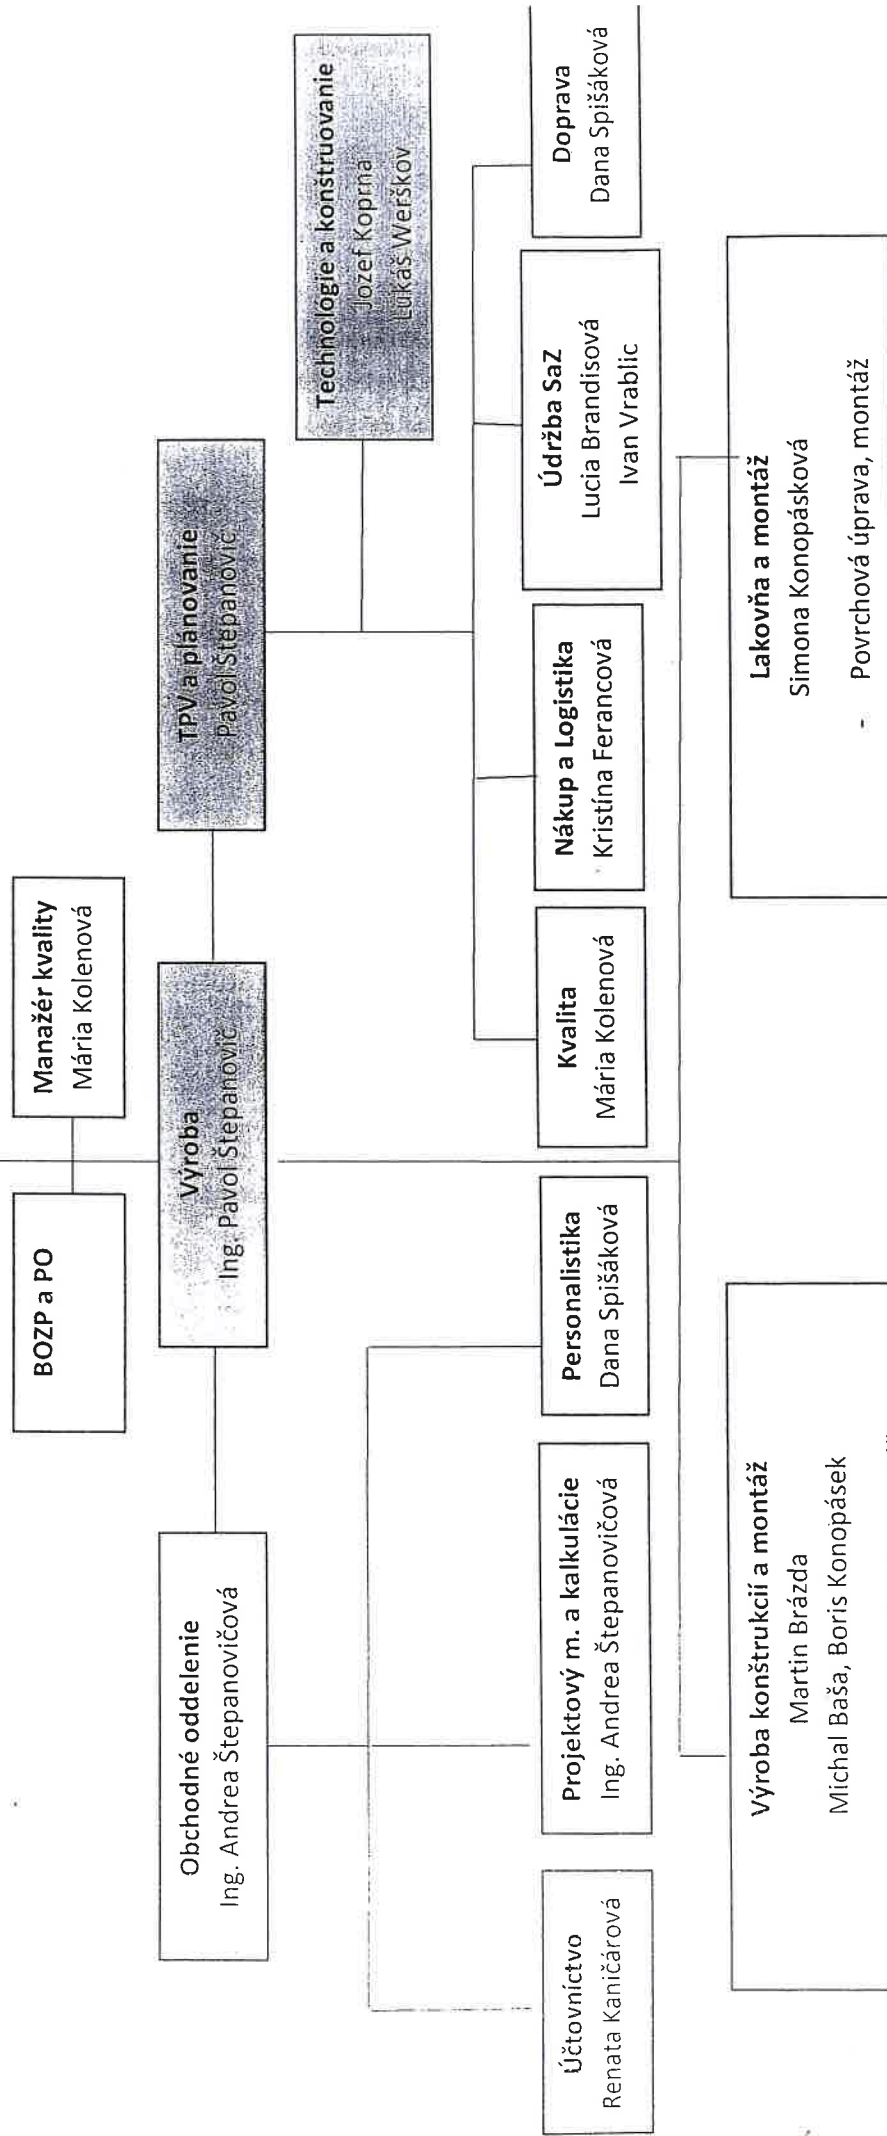 BOZP a PO
Manažér kvality
Mária Kolenová
Obchodné oddelenie
Ing. Andrea Štepanovičová
Výroba
Ing. Pavol Štepanovič
TPV a plánovanie
Pavol Štepanovič
Technológie a konštruovanie
Jozef Koprna
Lukáš Werškov
Účtovníctvo
Renata Kaničárová
Projektový m. a kalkulácie
Ing. Andrea Štepanovičová
Personalistika
Dana Spišáková
Kvalita
Mária Kolenová
Nákup a Logistika
Kristína Ferancová
Údržba SaZ
Lucia Brandisová
Ivan Vrablic
Doprava
Dana Spišáková
Výroba konštrukcií a montáž
Martin Brázda
Michal Baša, Boris Konopásek
Lakovňa a montáž
Simona Konopásková
- Povrchová úprava, montáž